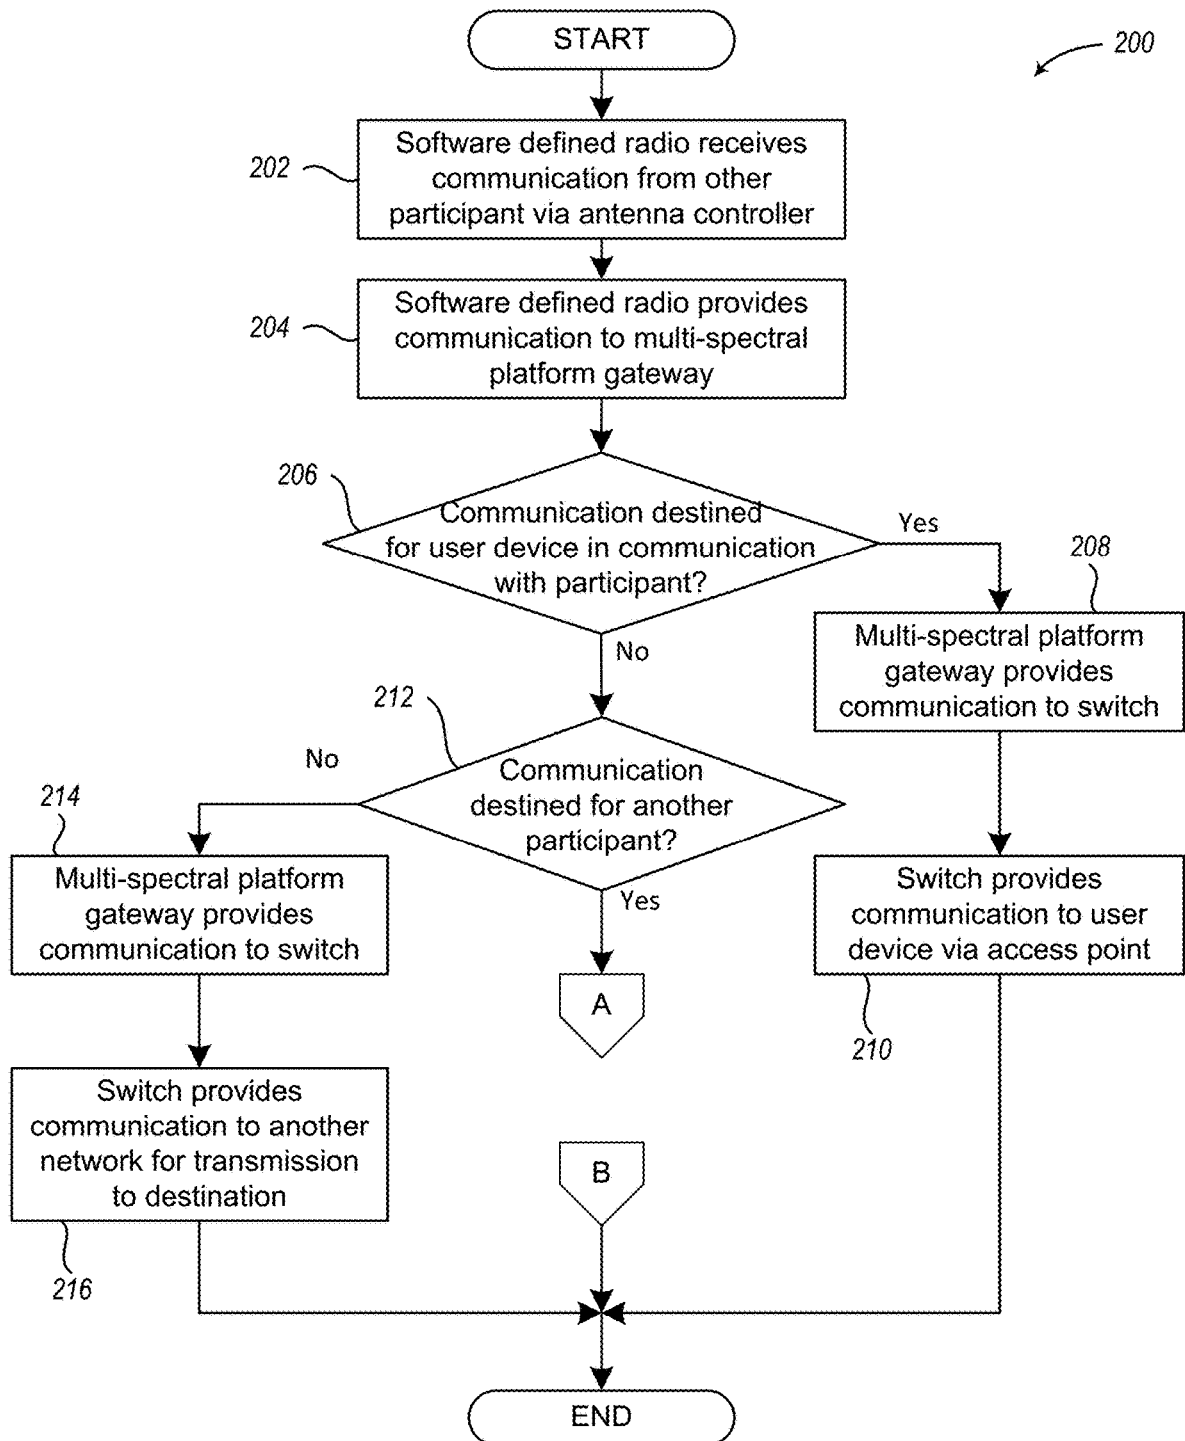 START
200
202
Software defined radio receives
communication from other
participant via antenna controller
204
Software defined radio provides
communication to multi-spectral
platform gateway
206
Communication destined
for user device in communication
with participant?
Yes
208
Multi-spectral platform
gateway provides
communication to switch
No
212
Communication
destined for another
participant?
No
214
Multi-spectral platform
gateway provides
communication to switch
Yes
A
Switch provides
communication to user
device via access point
210
Switch provides
communication to another
network for transmission
to destination
216
B
END